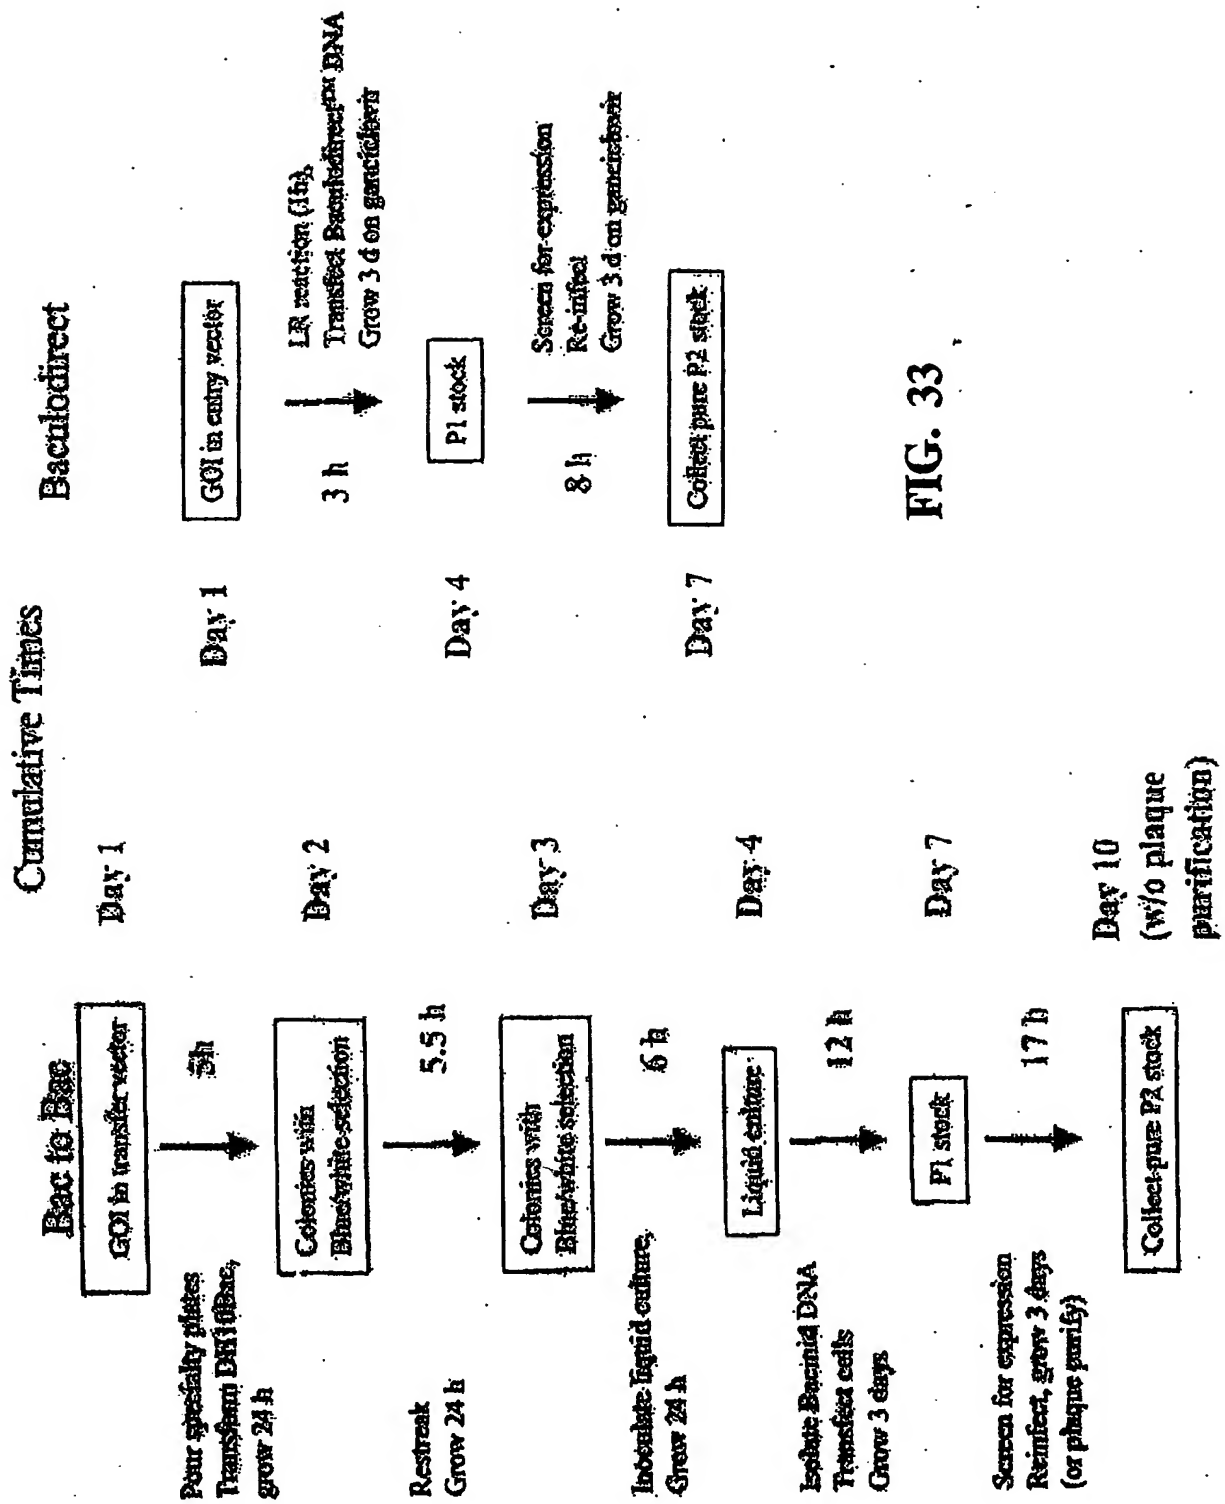 Cumulative Times
Bac to Bac
Baculodirect
GOI in transfer vector
Day 1
Pour specialty plates
Transform DH10Bac,
grow 24 h
5h
Colonies with
Blue/white selection
Day 2
Restreak
Grow 24 h
5.5 h
Colonies with
Blue/white selection
Day 3
Inoculate liquid culture,
Grow 24 h
6 h
Liquid culture
Day 4
Isolate Bacmid DNA
Transfect cells
Grow 3 days
12 h
P1 stock
Day 7
Screen for expression
Reinfect, grow 3 days
(or plaque purify)
17 h
Collect pure P2 stock
Day 10
(w/o plaque
purification)
Day 1
GOI in entry vector
3 h
LR reaction (1h),
Transfect Baculodirect™ DNA
Grow 3 d on ganciclovir
Day 4
P1 stock
8 h
Screen for expression
Re-infect
Grow 3 d on ganciclovir
Day 7
Collect pure P2 stock
FIG. 33